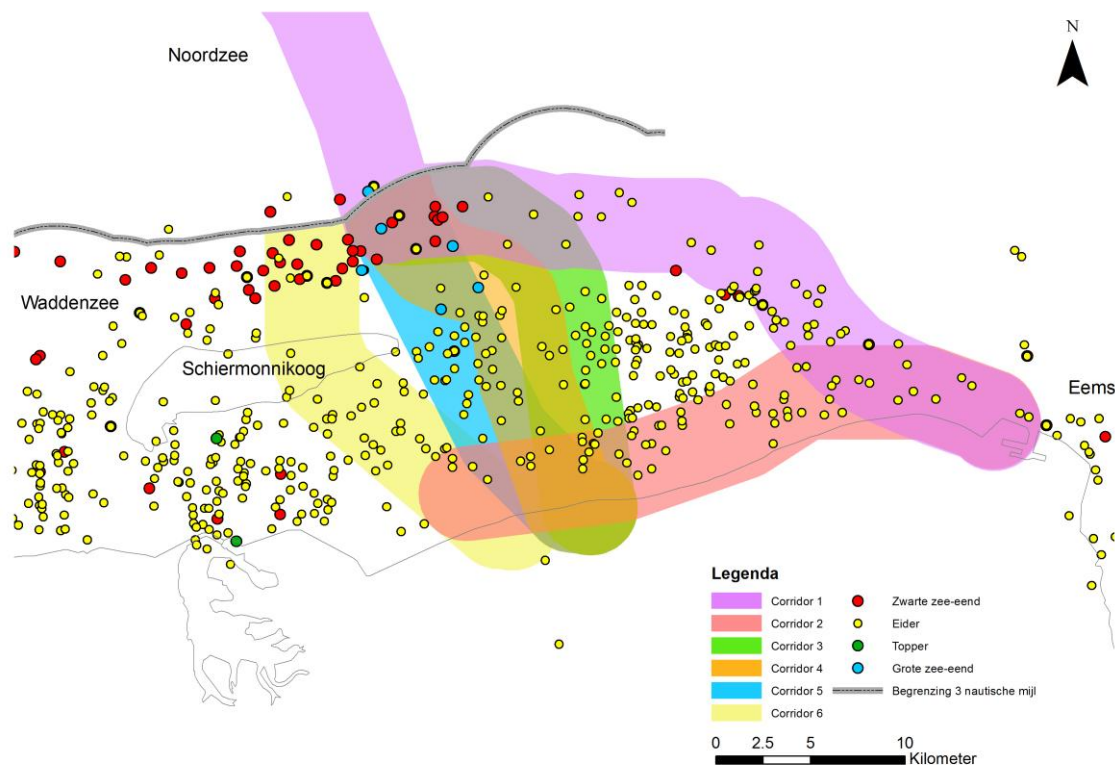 Noordzee
N
Waddenzee
Schiermonnikoog
Eems
Legenda
Corridor 1
Corridor 2
Corridor 3
Corridor 4
Corridor 5
Corridor 6
Zwarte zee-eend
Eider
Topper
Grote zee-eend
Begrenzing 3 nautische mijl
0 2.5 5 10
Kilometer